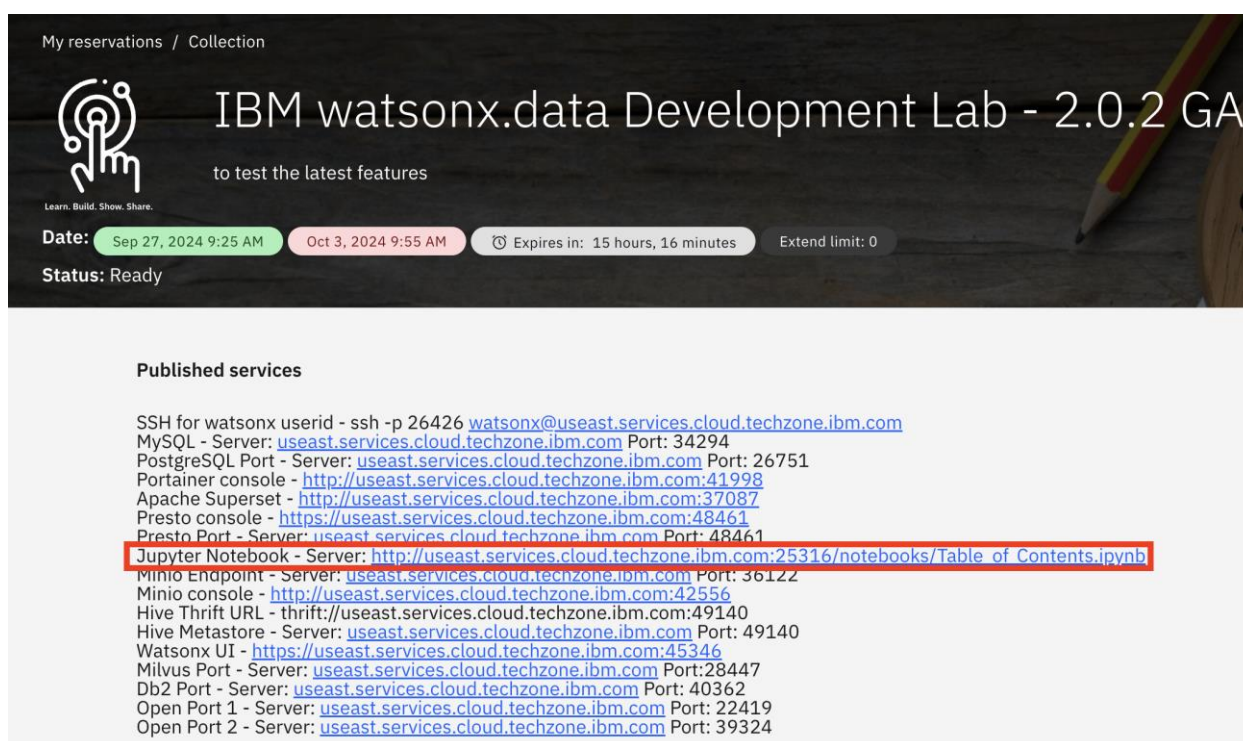 My reservations / Collection
IBM watsonx.data Development Lab - 2.0.2 GA
to test the latest features
Learn. Build. Show. Share.
Date: Sep 27, 2024 9:25 AM Oct 3, 2024 9:55 AM Expires in: 15 hours, 16 minutes Extend limit: 0
Status: Ready
Published services
SSH for watsonx userid - ssh -p 26426 watsonx@useast.services.cloud.techzone.ibm.com
MySQL - Server: useast.services.cloud.techzone.ibm.com Port: 34294
PostgreSQL Port - Server: useast.services.cloud.techzone.ibm.com Port: 26751
Portainer console - http://useast.services.cloud.techzone.ibm.com:41998
Apache Superset - http://useast.services.cloud.techzone.ibm.com:37087
Presto console - https://useast.services.cloud.techzone.ibm.com:48461
Presto Port - Server: useast.services.cloud.techzone.ibm.com Port: 48461
Jupyter Notebook - Server: http://useast.services.cloud.techzone.ibm.com:25316/notebooks/Table_of_Contents.ipynb
Minio Endpoint - Server: useast.services.cloud.techzone.ibm.com Port: 36122
Minio console - http://useast.services.cloud.techzone.ibm.com:42556
Hive Thrift URL - thrift://useast.services.cloud.techzone.ibm.com:49140
Hive Metastore - Server: useast.services.cloud.techzone.ibm.com Port: 49140
Watsonx UI - https://useast.services.cloud.techzone.ibm.com:45346
Milvus Port - Server: useast.services.cloud.techzone.ibm.com Port:28447
Db2 Port - Server: useast.services.cloud.techzone.ibm.com Port: 40362
Open Port 1 - Server: useast.services.cloud.techzone.ibm.com Port: 22419
Open Port 2 - Server: useast.services.cloud.techzone.ibm.com Port: 39324